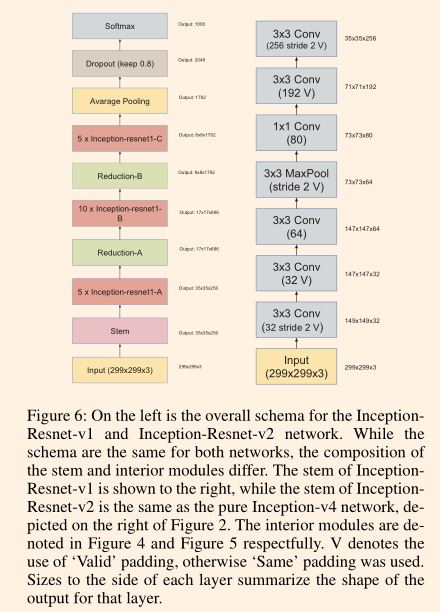 Softmax
Output: 1000
Dropout (keep 0.8)
Output: 2048
Avarage Pooling
Output: 1792
5 x Inception-resnet1-C
Output: 8x8x1792
Reduction-B
Output: 8x8x1792
10 x Inception-resnet1-
B
Output: 17x17x896
Reduction-A
Output: 17x17x896
5 x Inception-resnet1-A
Output: 35x35x256
Stem
Output: 35x35x256
Input (299x299x3)
299x299x3
3x3 Conv
(256 stride 2 V)
35x35x256
3x3 Conv
(192 V)
71x71x192
1x1 Conv
(80)
73x73x80
3x3 MaxPool
(stride 2 V)
73x73x64
3x3 Conv
(64)
147x147x64
3x3 Conv
(32 V)
147x147x32
3x3 Conv
(32 stride 2 V)
149x149x32
Input
(299x299x3)
299x299x3
Figure 6: On the left is the overall schema for the Inception-
Resnet-v1 and Inception-Resnet-v2 network. While the
schema are the same for both networks, the composition of
the stem and interior modules differ. The stem of Inception-
Resnet-v1 is shown to the right, while the stem of Inception-
Resnet-v2 is the same as the pure Inception-v4 network, de-
picted on the right of Figure 2. The interior modules are de-
noted in Figure 4 and Figure 5 respectfully. V denotes the
use of ‘Valid’ padding, otherwise ‘Same’ padding was used.
Sizes to the side of each layer summarize the shape of the
output for that layer.